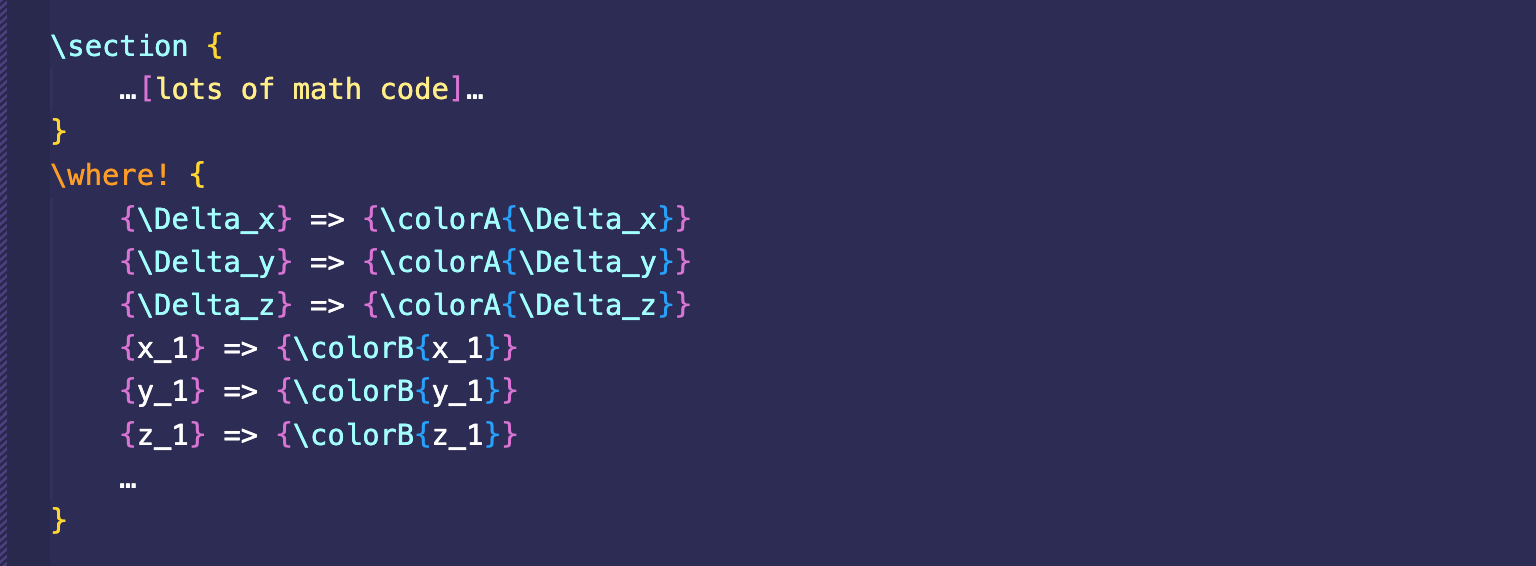 \section {
…[lots of math code]…
}
\where! {
{\Delta_x} => {\colorA{\Delta_x}}
{\Delta_y} => {\colorA{\Delta_y}}
{\Delta_z} => {\colorA{\Delta_z}}
{x_1} => {\colorB{x_1}}
{y_1} => {\colorB{y_1}}
{z_1} => {\colorB{z_1}}
…
}